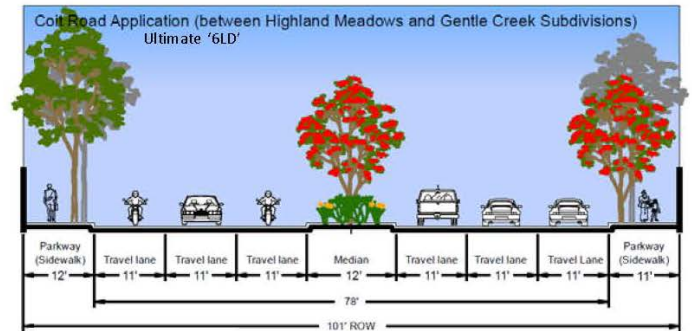 Coit Road Application (between Highland Meadows and Gentle Creek Subdivisions)
Ultimate '6LD'
Parkway
(Sidewalk)
12'
Travel lane
11'
Travel lane
11'
Travel lane
11'
Median
12'
Travel lane
11'
Travel lane
11'
Travel Lane
11'
Parkway
(Sidewalk)
11'
78'
101' ROW